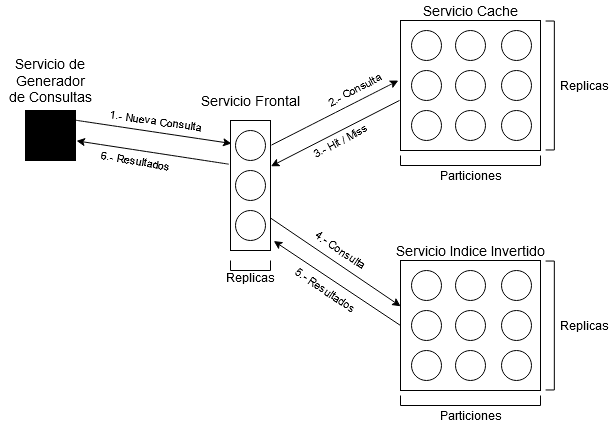 Servicio Cache
Servicio de
Generador
de Consultas
Servicio Frontal
2.- Consulta
Replicas
1.- Nueva Consulta
3.- Hit / Miss
6.- Resultados
Particiones
4.- Consulta
Servicio Indice Invertido
Replicas
5.- Resultados
Replicas
Particiones